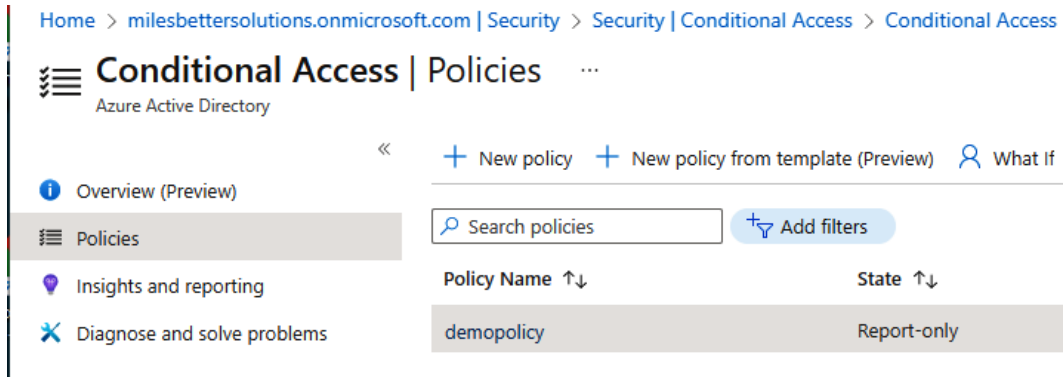 Home > milesbettersolutions.onmicrosoft.com | Security > Security | Conditional Access > Conditional Access
Conditional Access | Policies ...
Azure Active Directory
«
+ New policy + New policy from template (Preview) What If
Overview (Preview)
Policies
Insights and reporting
Diagnose and solve problems
Search policies Add filters
Policy Name ↑↓ State ↑↓
demopolicy Report-only